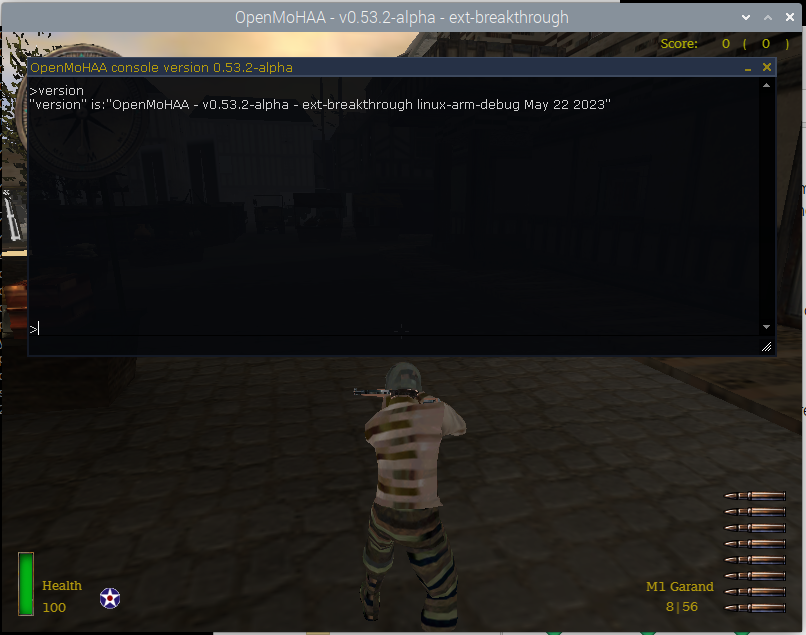 OpenMoHAA - v0.53.2-alpha - ext-breakthrough
Score: 0 ( 0 )
OpenMoHAA console version 0.53.2-alpha
>version
"version" is:"OpenMoHAA - v0.53.2-alpha - ext-breakthrough linux-arm-debug May 22 2023"
>
Health
100
M1 Garand
8|56